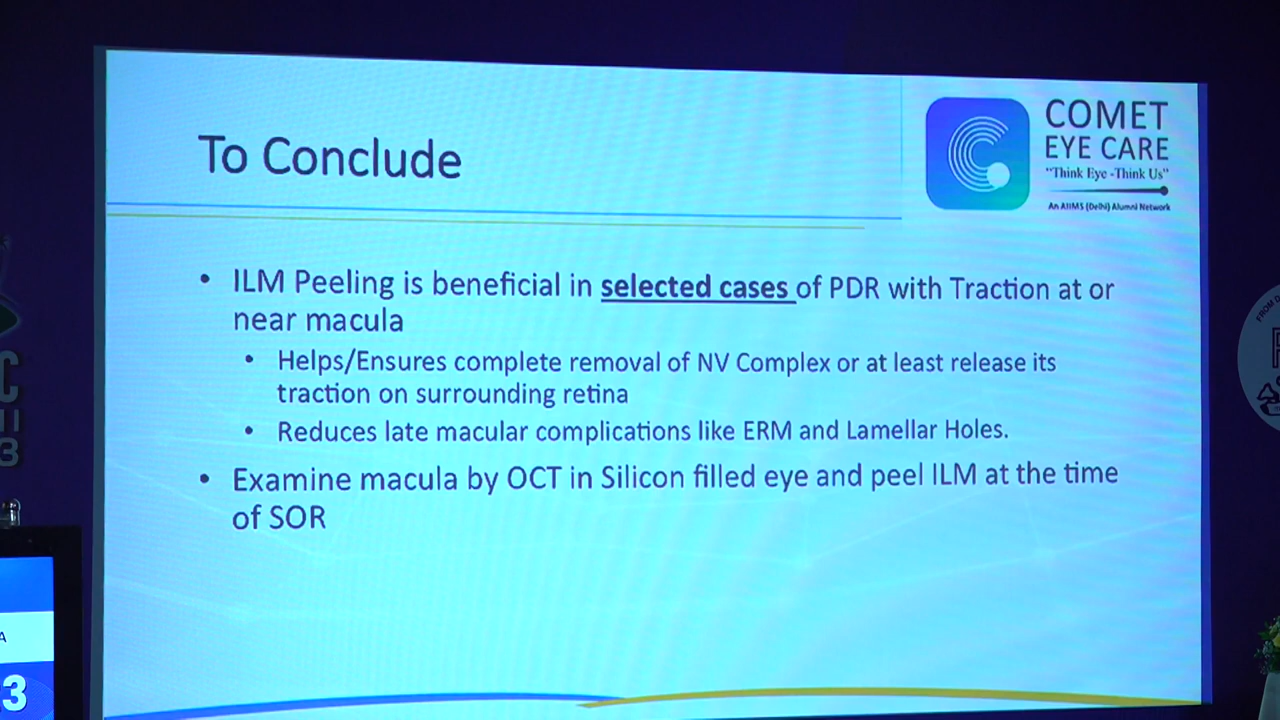 To Conclude
COMET
EYE CARE
"Think Eye -Think Us"
An AIIMS (Delhi) Alumni Network
• ILM Peeling is beneficial in selected cases of PDR with Traction at or
near macula
• Helps/Ensures complete removal of NV Complex or at least release its
traction on surrounding retina
• Reduces late macular complications like ERM and Lamellar Holes.
• Examine macula by OCT in Silicon filled eye and peel ILM at the time
of SOR
C
3
A
3
FROM